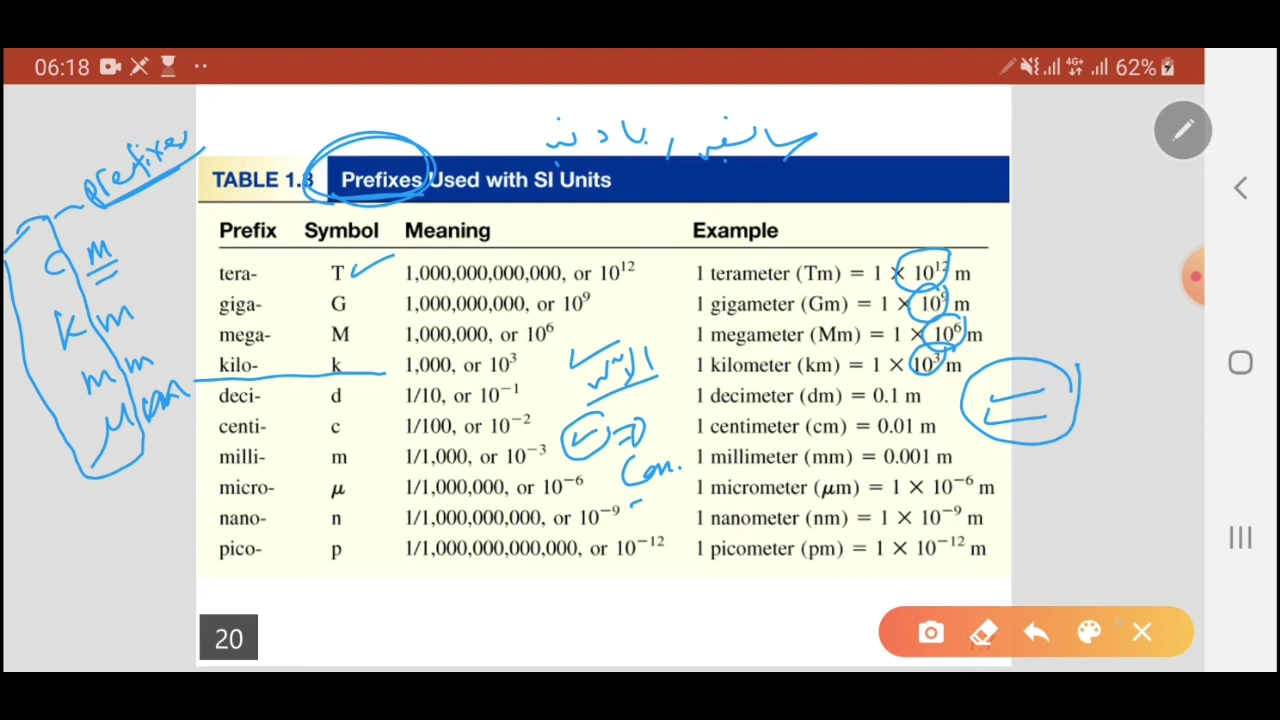 06:18
4G+ 62%
prefixes
TABLE 1.3 Prefixes Used with SI Units
Prefix Symbol Meaning Example
tera- T 1,000,000,000,000, or 10¹² 1 terameter (Tm) = 1 × 10¹² m
giga- G 1,000,000,000, or 10⁹ 1 gigameter (Gm) = 1 × 10⁹ m
mega- M 1,000,000, or 10⁶ 1 megameter (Mm) = 1 × 10⁶ m
kilo- k 1,000, or 10³ 1 kilometer (km) = 1 × 10³ m
deci- d 1/10, or 10⁻¹ 1 decimeter (dm) = 0.1 m
centi- c 1/100, or 10⁻² 1 centimeter (cm) = 0.01 m
milli- m 1/1,000, or 10⁻³ 1 millimeter (mm) = 0.001 m
micro- μ 1/1,000,000, or 10⁻⁶ 1 micrometer (μm) = 1 × 10⁻⁶ m
nano- n 1/1,000,000,000, or 10⁻⁹ 1 nanometer (nm) = 1 × 10⁻⁹ m
pico- p 1/1,000,000,000,000, or 10⁻¹² 1 picometer (pm) = 1 × 10⁻¹² m
c m
k m
m m
Con.
20